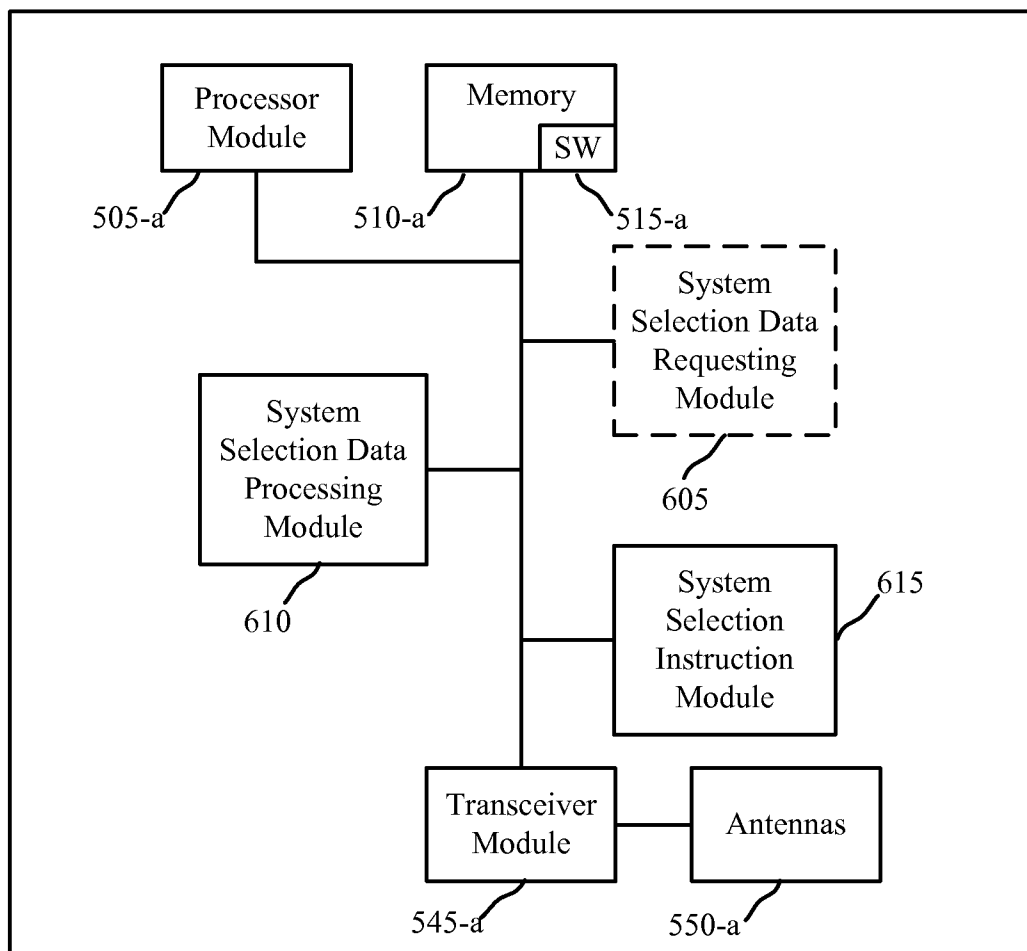 Processor
Module
Memory
SW
505-a
510-a
515-a
System
Selection Data
Requesting
Module
605
System
Selection Data
Processing
Module
610
System
Selection
Instruction
Module
615
Transceiver
Module
Antennas
545-a
550-a